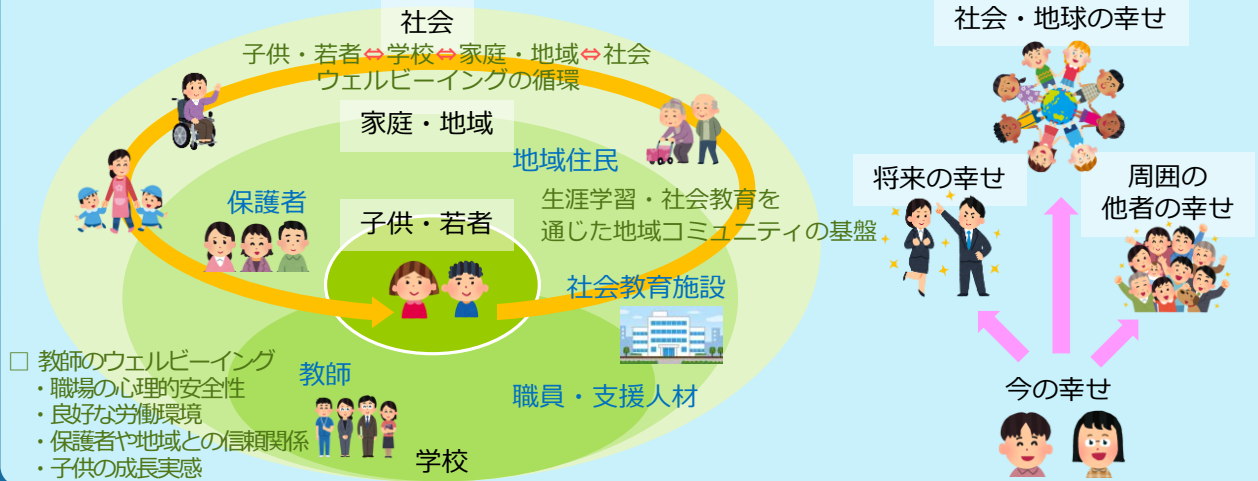 社会
子供・若者⇔学校⇔家庭・地域⇔社会
ウェルビーイングの循環
家庭・地域
地域住民
保護者
生涯学習・社会教育を
通じた地域コミュニティの基盤
子供・若者
社会教育施設
□ 教師のウェルビーイング
・職場の心理的安全性
・良好な労働環境
・保護者や地域との信頼関係
・子供の成長実感
教師
職員・支援人材
学校
社会・地球の幸せ
将来の幸せ
周囲の
他者の幸せ
今の幸せ